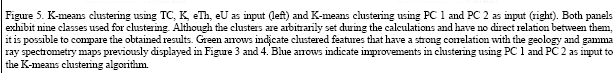 Figure 5. K-means clustering using TC, K, eTh, eU as input (left) and K-means clustering using PC 1 and PC 2 as input (right). Both panels
exhibit nine classes used for clustering. Although the clusters are arbitrarily set during the calculations and have no direct relation between them,
it is possible to compare the obtained results. Green arrows indicate clustered features that have a strong correlation with the geology and gamma
ray spectrometry maps previously displayed in Figure 3 and 4. Blue arrows indicate improvements in clustering using PC 1 and PC 2 as input to
the K-means clustering algorithm.